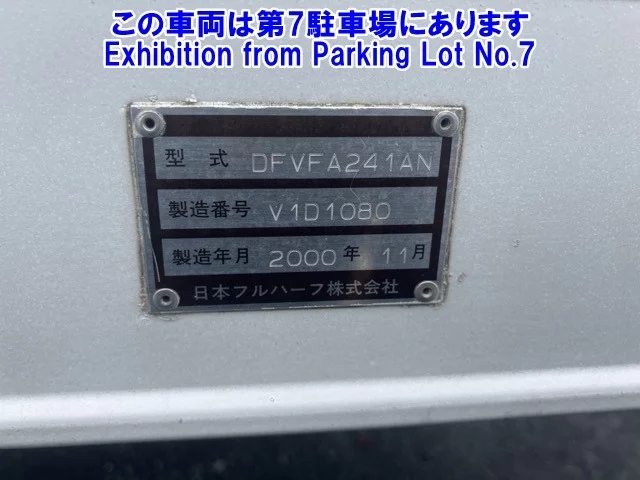 この車両は第7駐車場にあります
Exhibition from Parking Lot No.7
型 式 DFVFA241AN
製造番号 V1D1080
製造年月 2000年 11月
日本フルハーフ株式会社